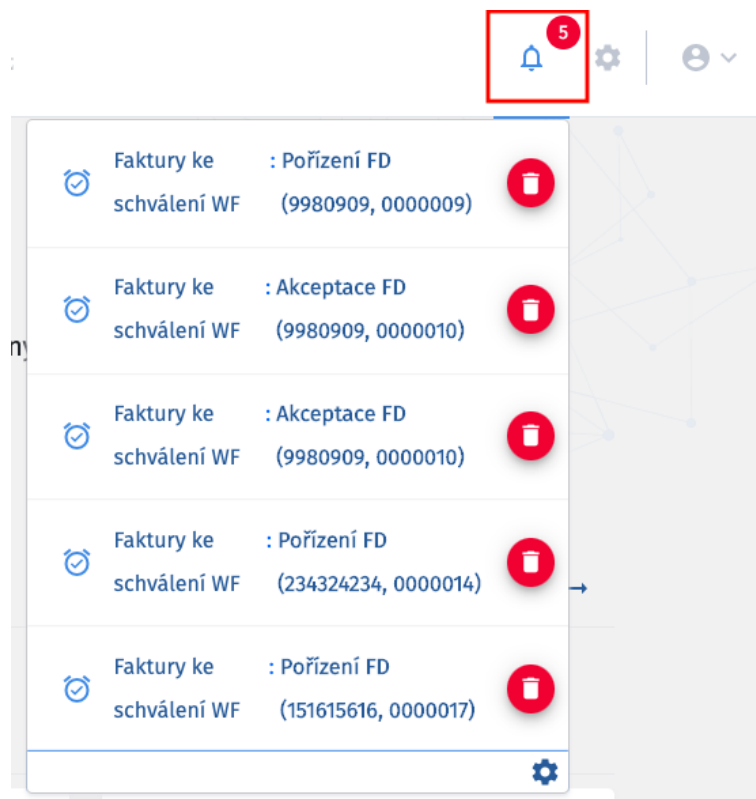 5
Faktury ke : Pořízení FD
schválení WF (9980909, 0000009)
Faktury ke : Akceptace FD
schválení WF (9980909, 0000010)
Faktury ke : Akceptace FD
schválení WF (9980909, 0000010)
Faktury ke : Pořízení FD
schválení WF (234324234, 0000014)
Faktury ke : Pořízení FD
schválení WF (151615616, 0000017)